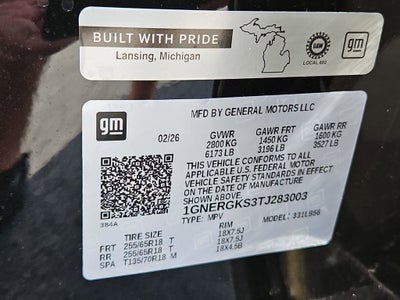 BUILT WITH PRIDE
Lansing, Michigan
UAW
LOCAL 602
gm
gm
MFD BY GENERAL MOTORS LLC
02/26
GVWR GAWR FRT GAWR RR
2800 KG 1450 KG 1600 KG
6173 LB 3196 LB 3527 LB
THIS VEHICLE CONFORMS TO ALL
APPLICABLE U.S. FEDERAL MOTOR
VEHICLE SAFETY STANDARDS IN EFFECT
ON THE DATE OF MANUFACTURE
SHOWN ABOVE.
1GNERGKS3TJ283003
TYPE: MPV MODEL: 331LB56
384A
TIRE SIZE RIM
FRT 255/65R18 T 18X7.5J
RR 255/65R18 T 18X7.5J
SPA T135/70R18 M 18X4.5B